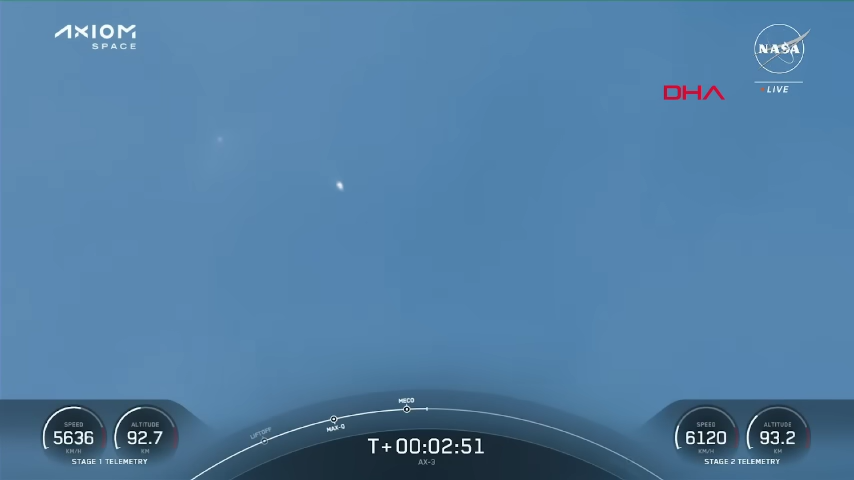 AXIOM
SPACE
NASA
LIVE
DHA
SPEED
5636
KM/H
ALTITUDE
92.7
KM
STAGE 1 TELEMETRY
LIFTOFF
MAX-Q
MECO
T+00:02:51
AX-3
SPEED
6120
KM/H
ALTITUDE
93.2
KM
STAGE 2 TELEMETRY